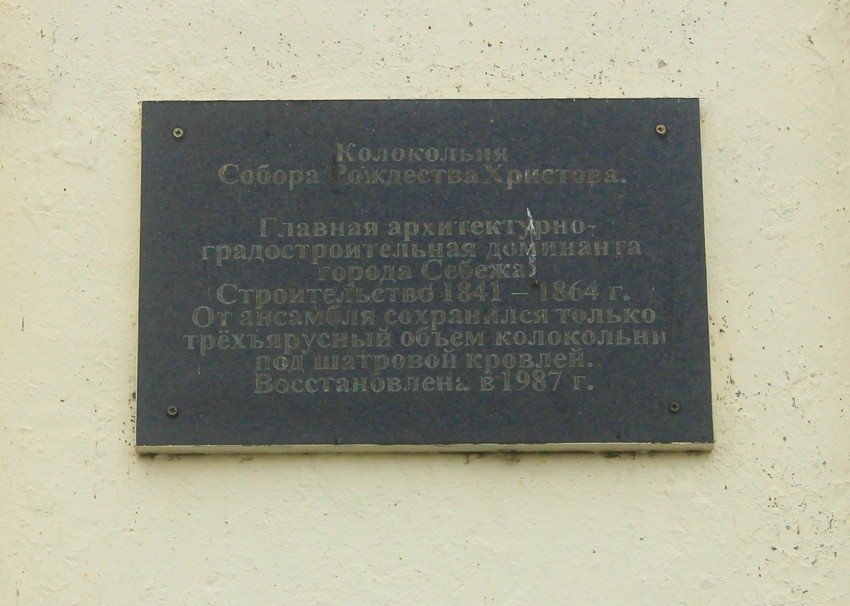 Колокольня
Собора Рождества Христова.
Главная архитектурно-
градостроительная доминанта
города Себежа.
Строительство 1841 – 1864 г.
От ансамбля сохранился только
трёхъярусный объем колокольни
под шатровой кровлей.
Восстановлена в 1987 г.